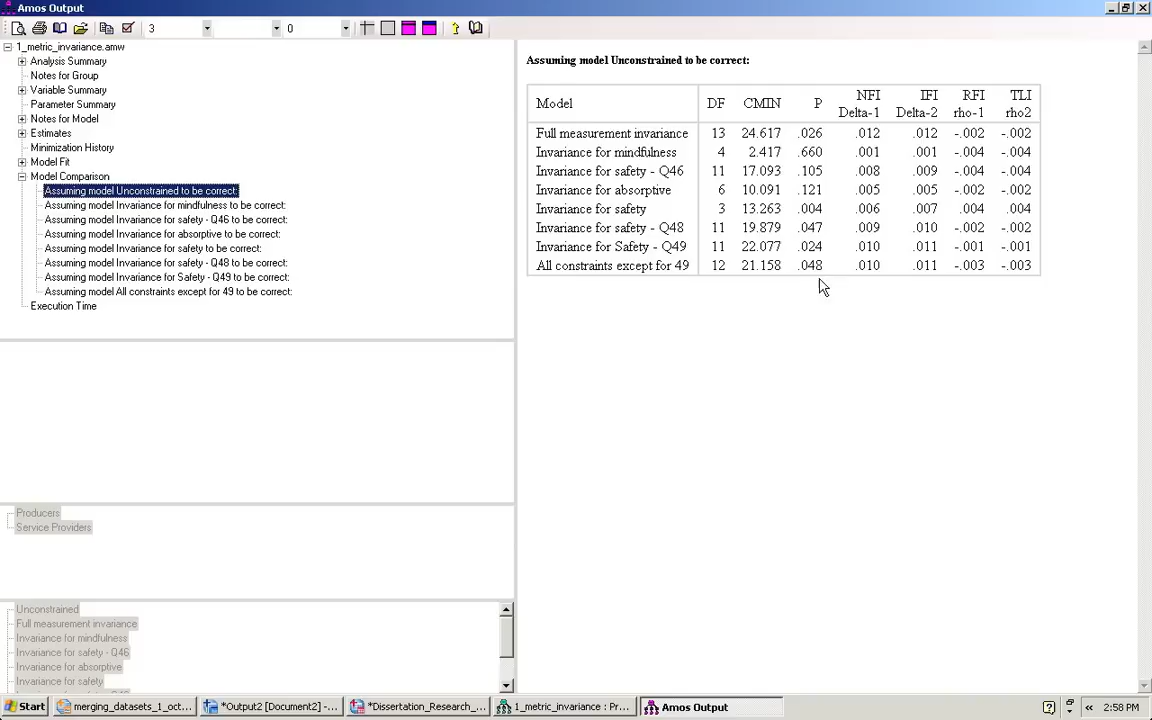 Amos Output
3 0
1_metric_invariance.amw
Analysis Summary
Notes for Group
Variable Summary
Parameter Summary
Notes for Model
Estimates
Minimization History
Model Fit
Model Comparison
Assuming model Unconstrained to be correct:
Assuming model Invariance for mindfulness to be correct:
Assuming model Invariance for safety - Q46 to be correct:
Assuming model Invariance for absorptive to be correct:
Assuming model Invariance for safety to be correct:
Assuming model Invariance for safety - Q48 to be correct:
Assuming model Invariance for Safety - Q49 to be correct:
Assuming model All constraints except for 49 to be correct:
Execution Time
Producers
Service Providers
Unconstrained
Full measurement invariance
Invariance for mindfulness
Invariance for safety - Q46
Invariance for absorptive
Invariance for safety
Assuming model Unconstrained to be correct:
Model DF CMIN P NFI Delta-1 IFI Delta-2 RFI rho-1 TLI rho2
Full measurement invariance 13 24.617 .026 .012 .012 -.002 -.002
Invariance for mindfulness 4 2.417 .660 .001 .001 -.004 -.004
Invariance for safety - Q46 11 17.093 .105 .008 .009 -.004 -.004
Invariance for absorptive 6 10.091 .121 .005 .005 -.002 -.002
Invariance for safety 3 13.263 .004 .006 .007 .004 .004
Invariance for safety - Q48 11 19.879 .047 .009 .010 -.002 -.002
Invariance for Safety - Q49 11 22.077 .024 .010 .011 -.001 -.001
All constraints except for 49 12 21.158 .048 .010 .011 -.003 -.003
Start merging_datasets_1_oct... *Output2 [Document2] -... *Dissertation_Research_... 1_metric_invariance : Pr... Amos Output « 2:58 PM